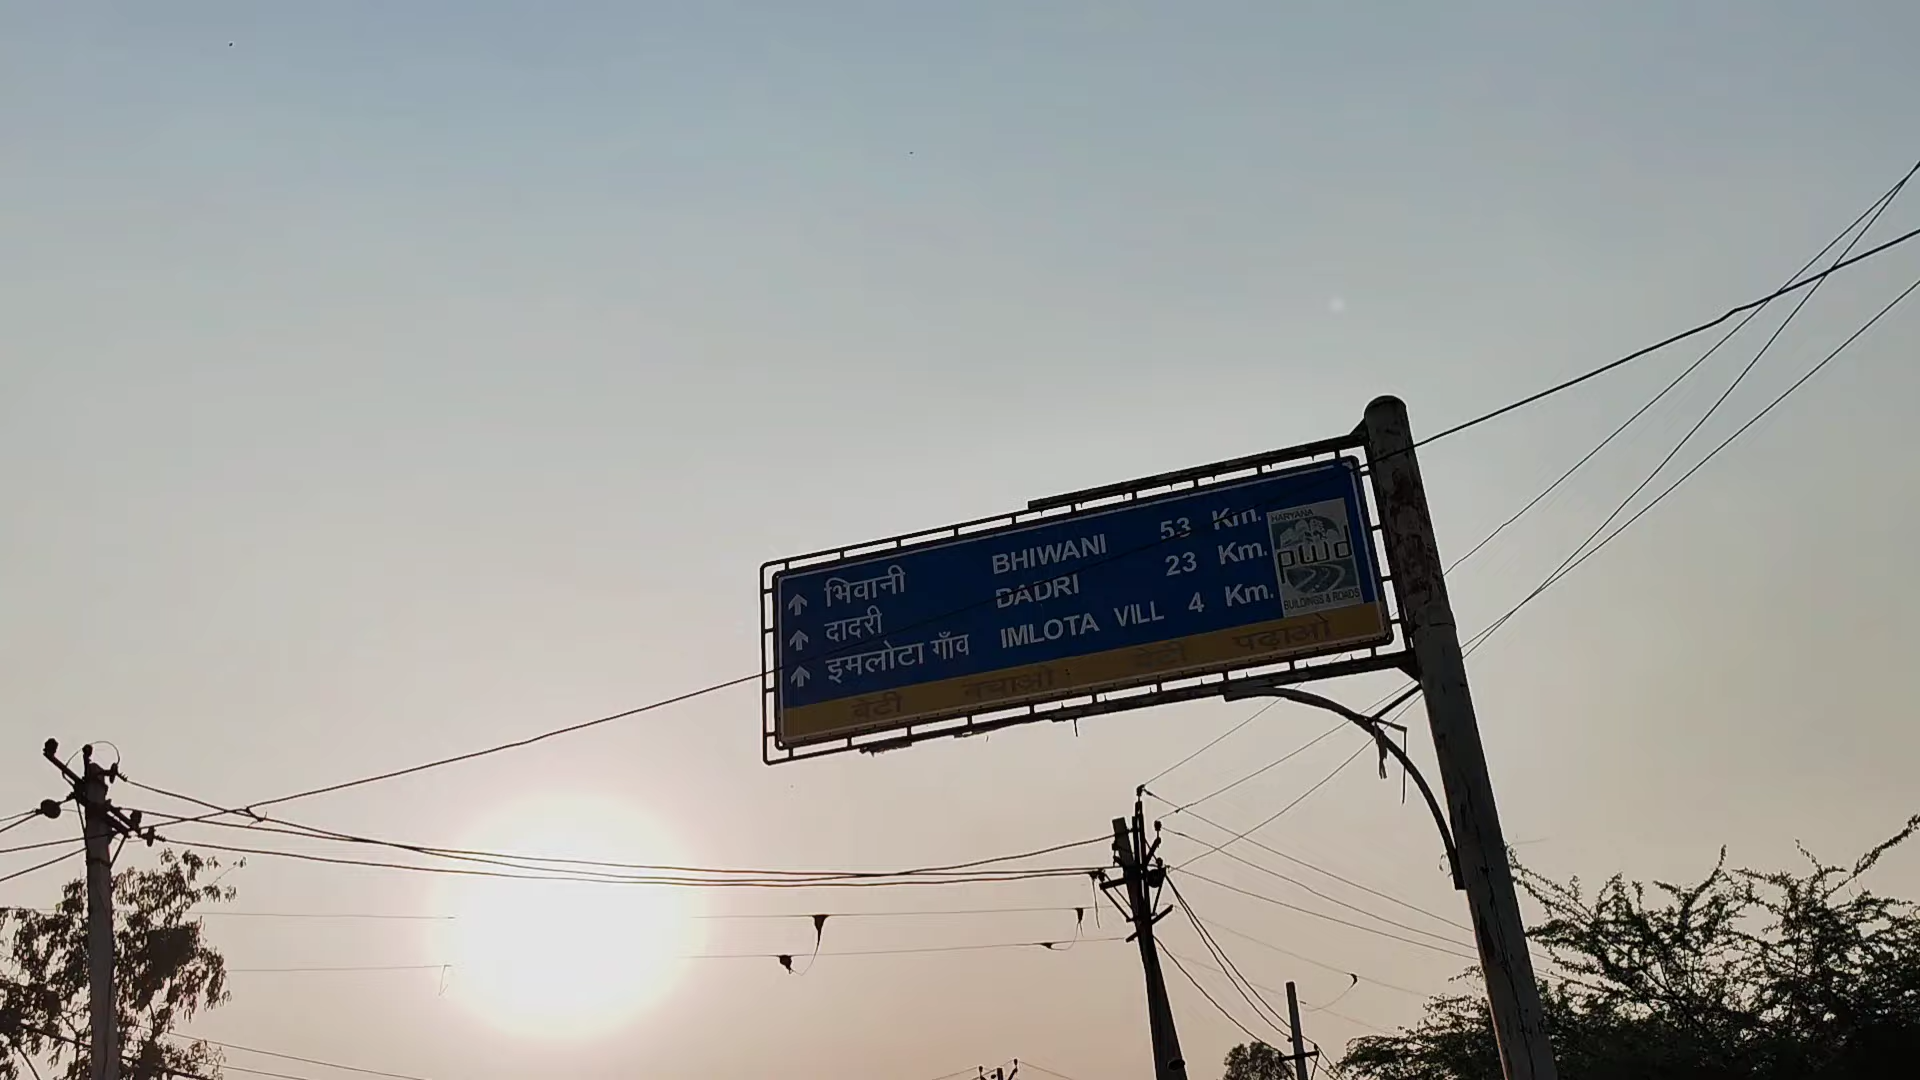 भिवानी BHIWANI 53 Km.
दादरी DADRI 23 Km.
इमलोटा गाँव IMLOTA VILL 4 Km.
HARYANA
pwd
BUILDINGS & ROADS
बेटी बचाओ बेटी पढ़ाओ